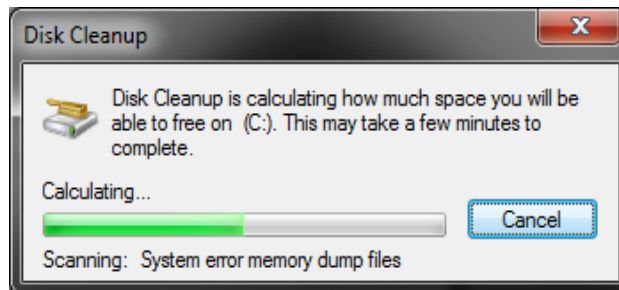 Disk Cleanup
Disk Cleanup is calculating how much space you will be
able to free on  (C:). This may take a few minutes to
complete.
Calculating...
Cancel
Scanning:   System error memory dump files